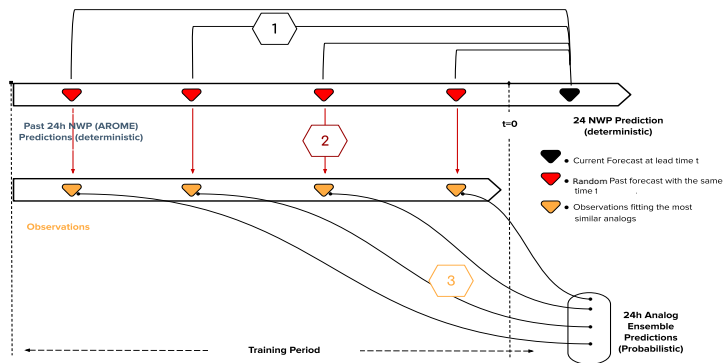 1
t=0
Past 24h NWP (AROME)
Predictions (deterministic)
2
24 NWP Prediction
(deterministic)
• Current Forecast at lead time t
• Random Past forecast with the same
time t
• Observations fitting the most
similar analogs
Observations
3
24h Analog
Ensemble
Predictions
(Probabilistic)
Training Period